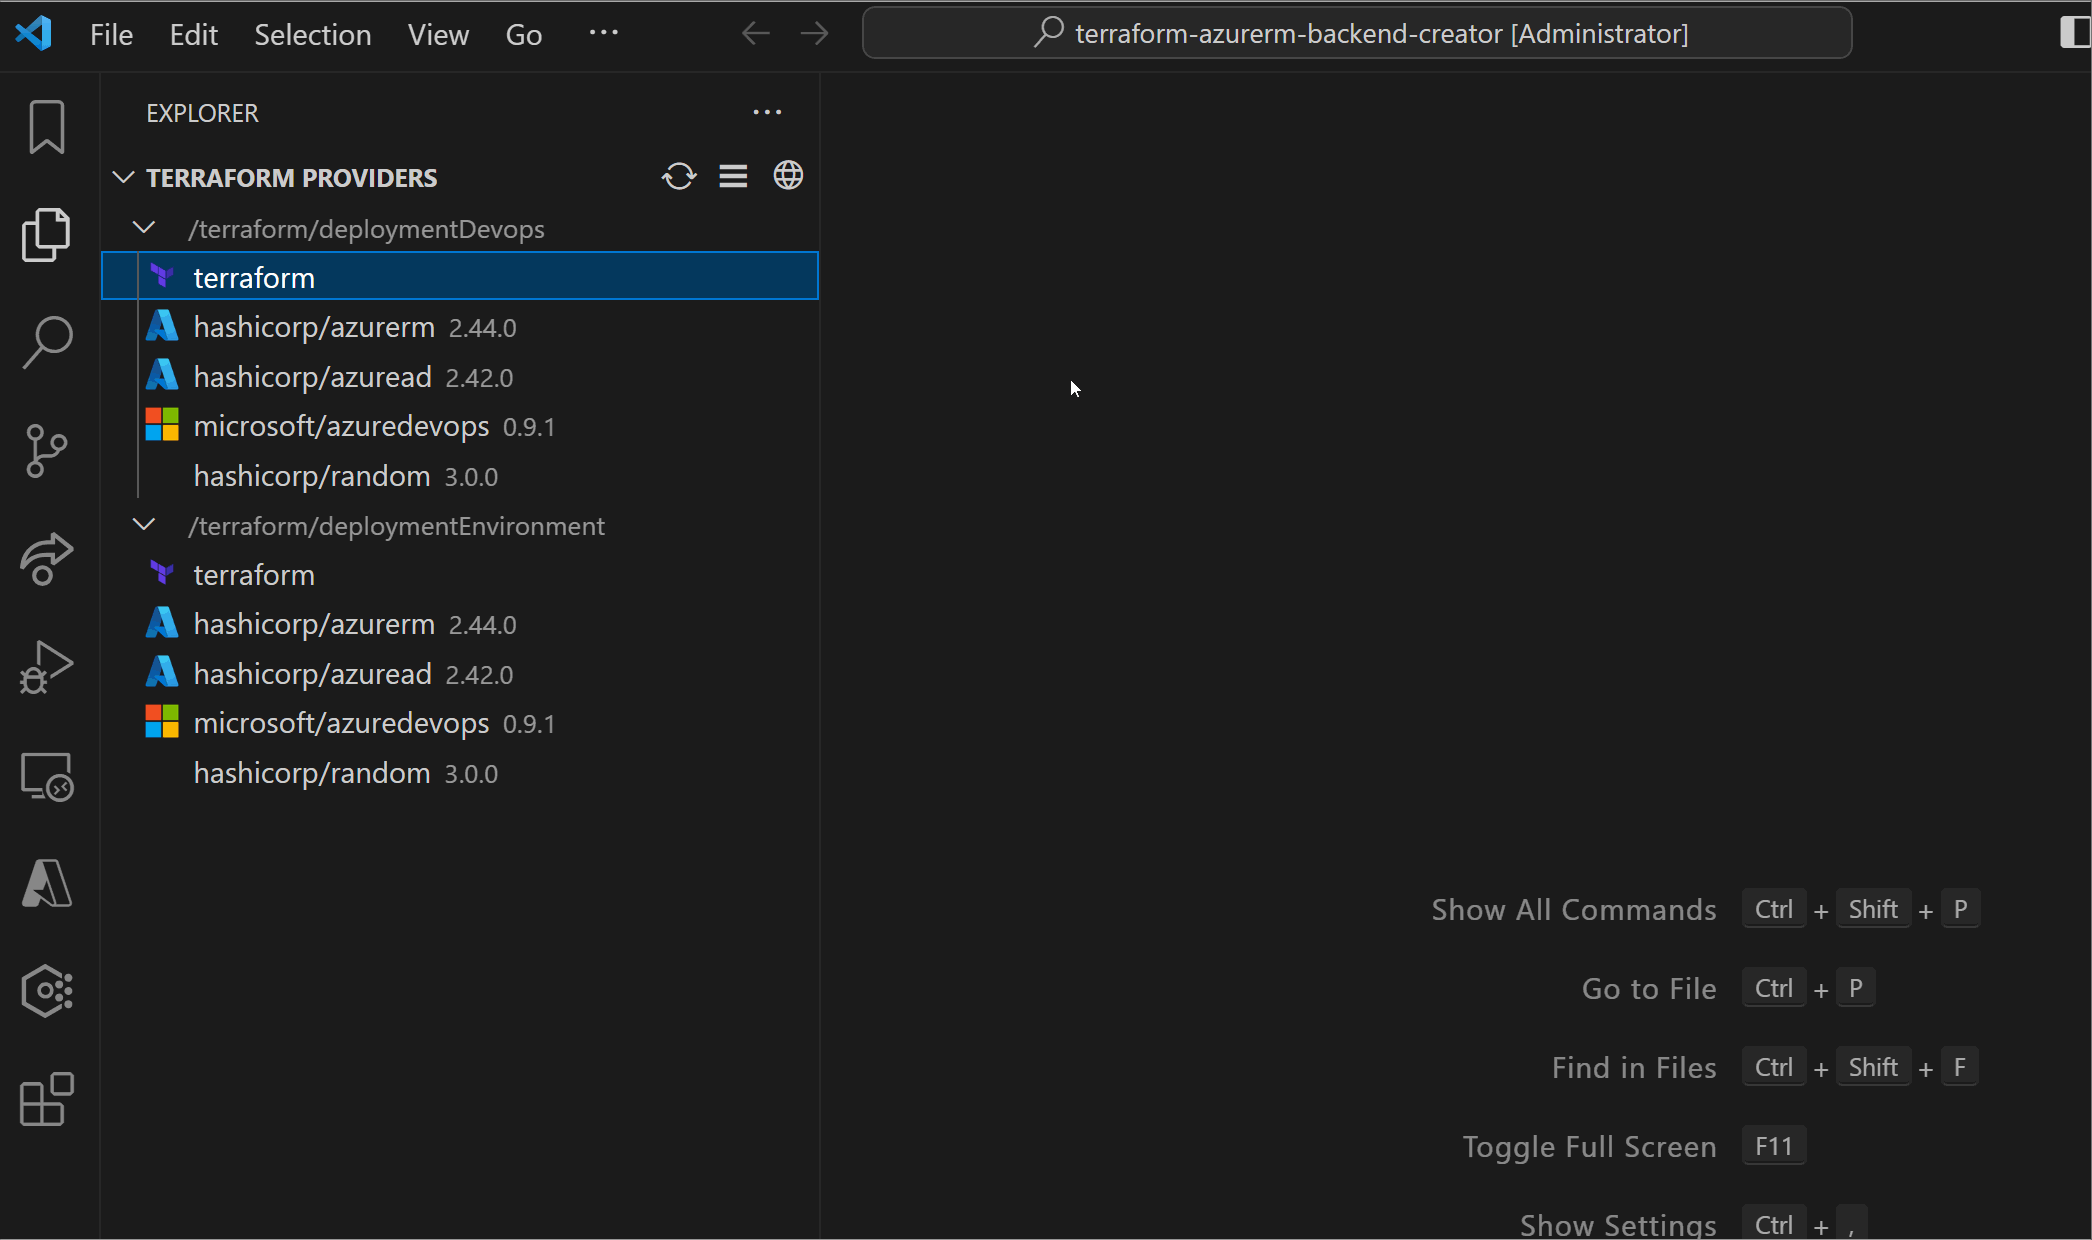 File Edit Selection View Go ···
terraform-azurerm-backend-creator [Administrator]
EXPLORER
TERRAFORM PROVIDERS
/terraform/deploymentDevops
terraform
hashicorp/azurerm 2.44.0
hashicorp/azuread 2.42.0
microsoft/azuredevops 0.9.1
hashicorp/random 3.0.0
/terraform/deploymentEnvironment
terraform
hashicorp/azurerm 2.44.0
hashicorp/azuread 2.42.0
microsoft/azuredevops 0.9.1
hashicorp/random 3.0.0
Show All Commands Ctrl + Shift + P
Go to File Ctrl + P
Find in Files Ctrl + Shift + F
Toggle Full Screen F11
Show Settings Ctrl + ,